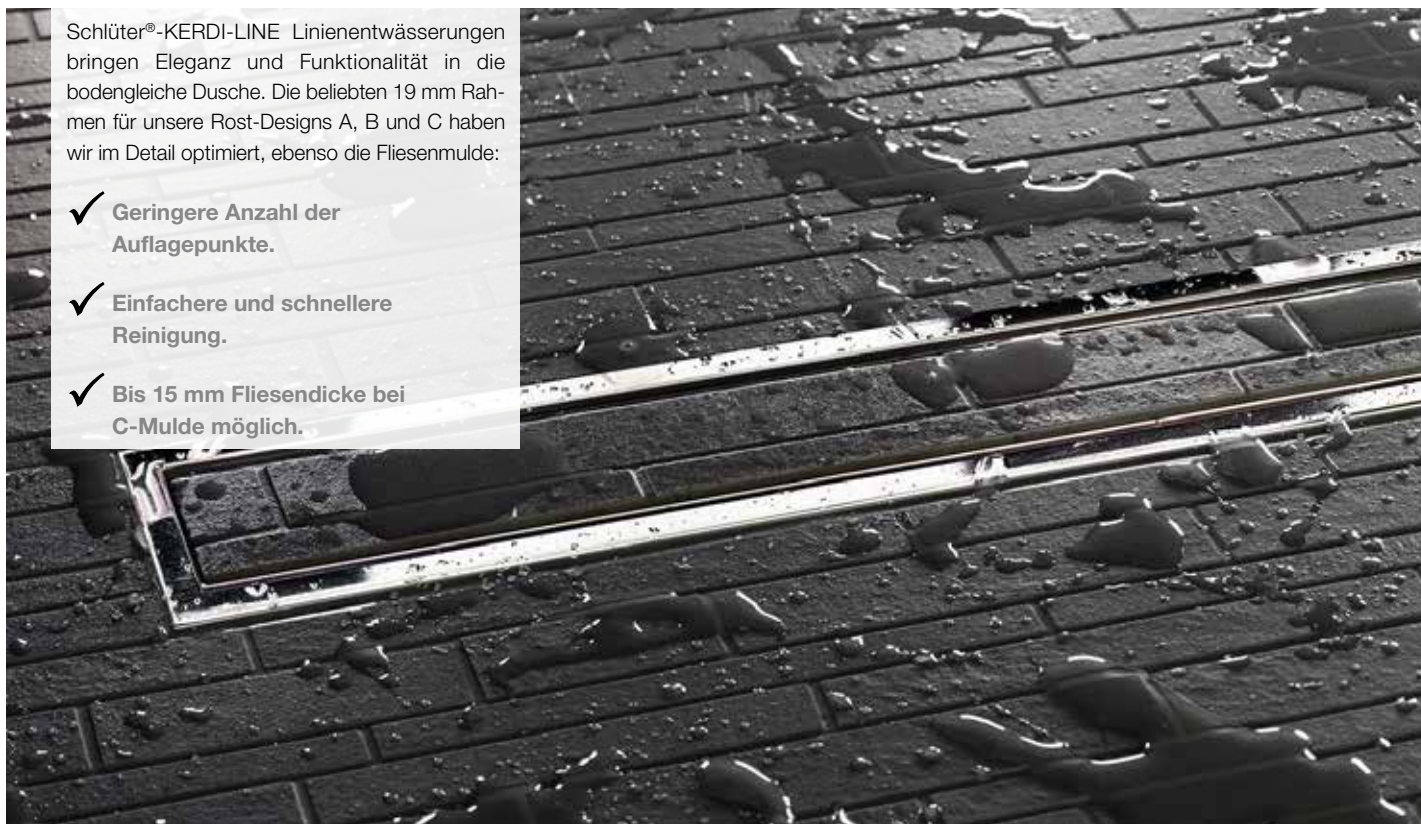 Schlüter®-KERDI-LINE Linienentwässerungen
bringen Eleganz und Funktionalität in die
bodengleiche Dusche. Die beliebten 19 mm Rah-
men für unsere Rost-Designs A, B und C haben
wir im Detail optimiert, ebenso die Fliesenmulde:
Geringere Anzahl der
Auflagepunkte.
Einfachere und schnellere
Reinigung.
Bis 15 mm Fliesendicke bei
C-Mulde möglich.